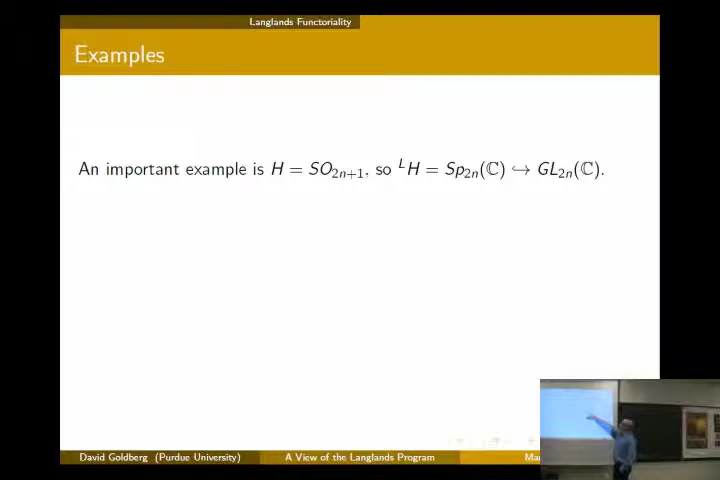 Langlands Functoriality
Examples
An important example is H = SO₂ₙ₊₁, so ᴸH = Sp₂ₙ(ℂ) ↪ GL₂ₙ(ℂ).
David Goldberg (Purdue University) A View of the Langlands Program